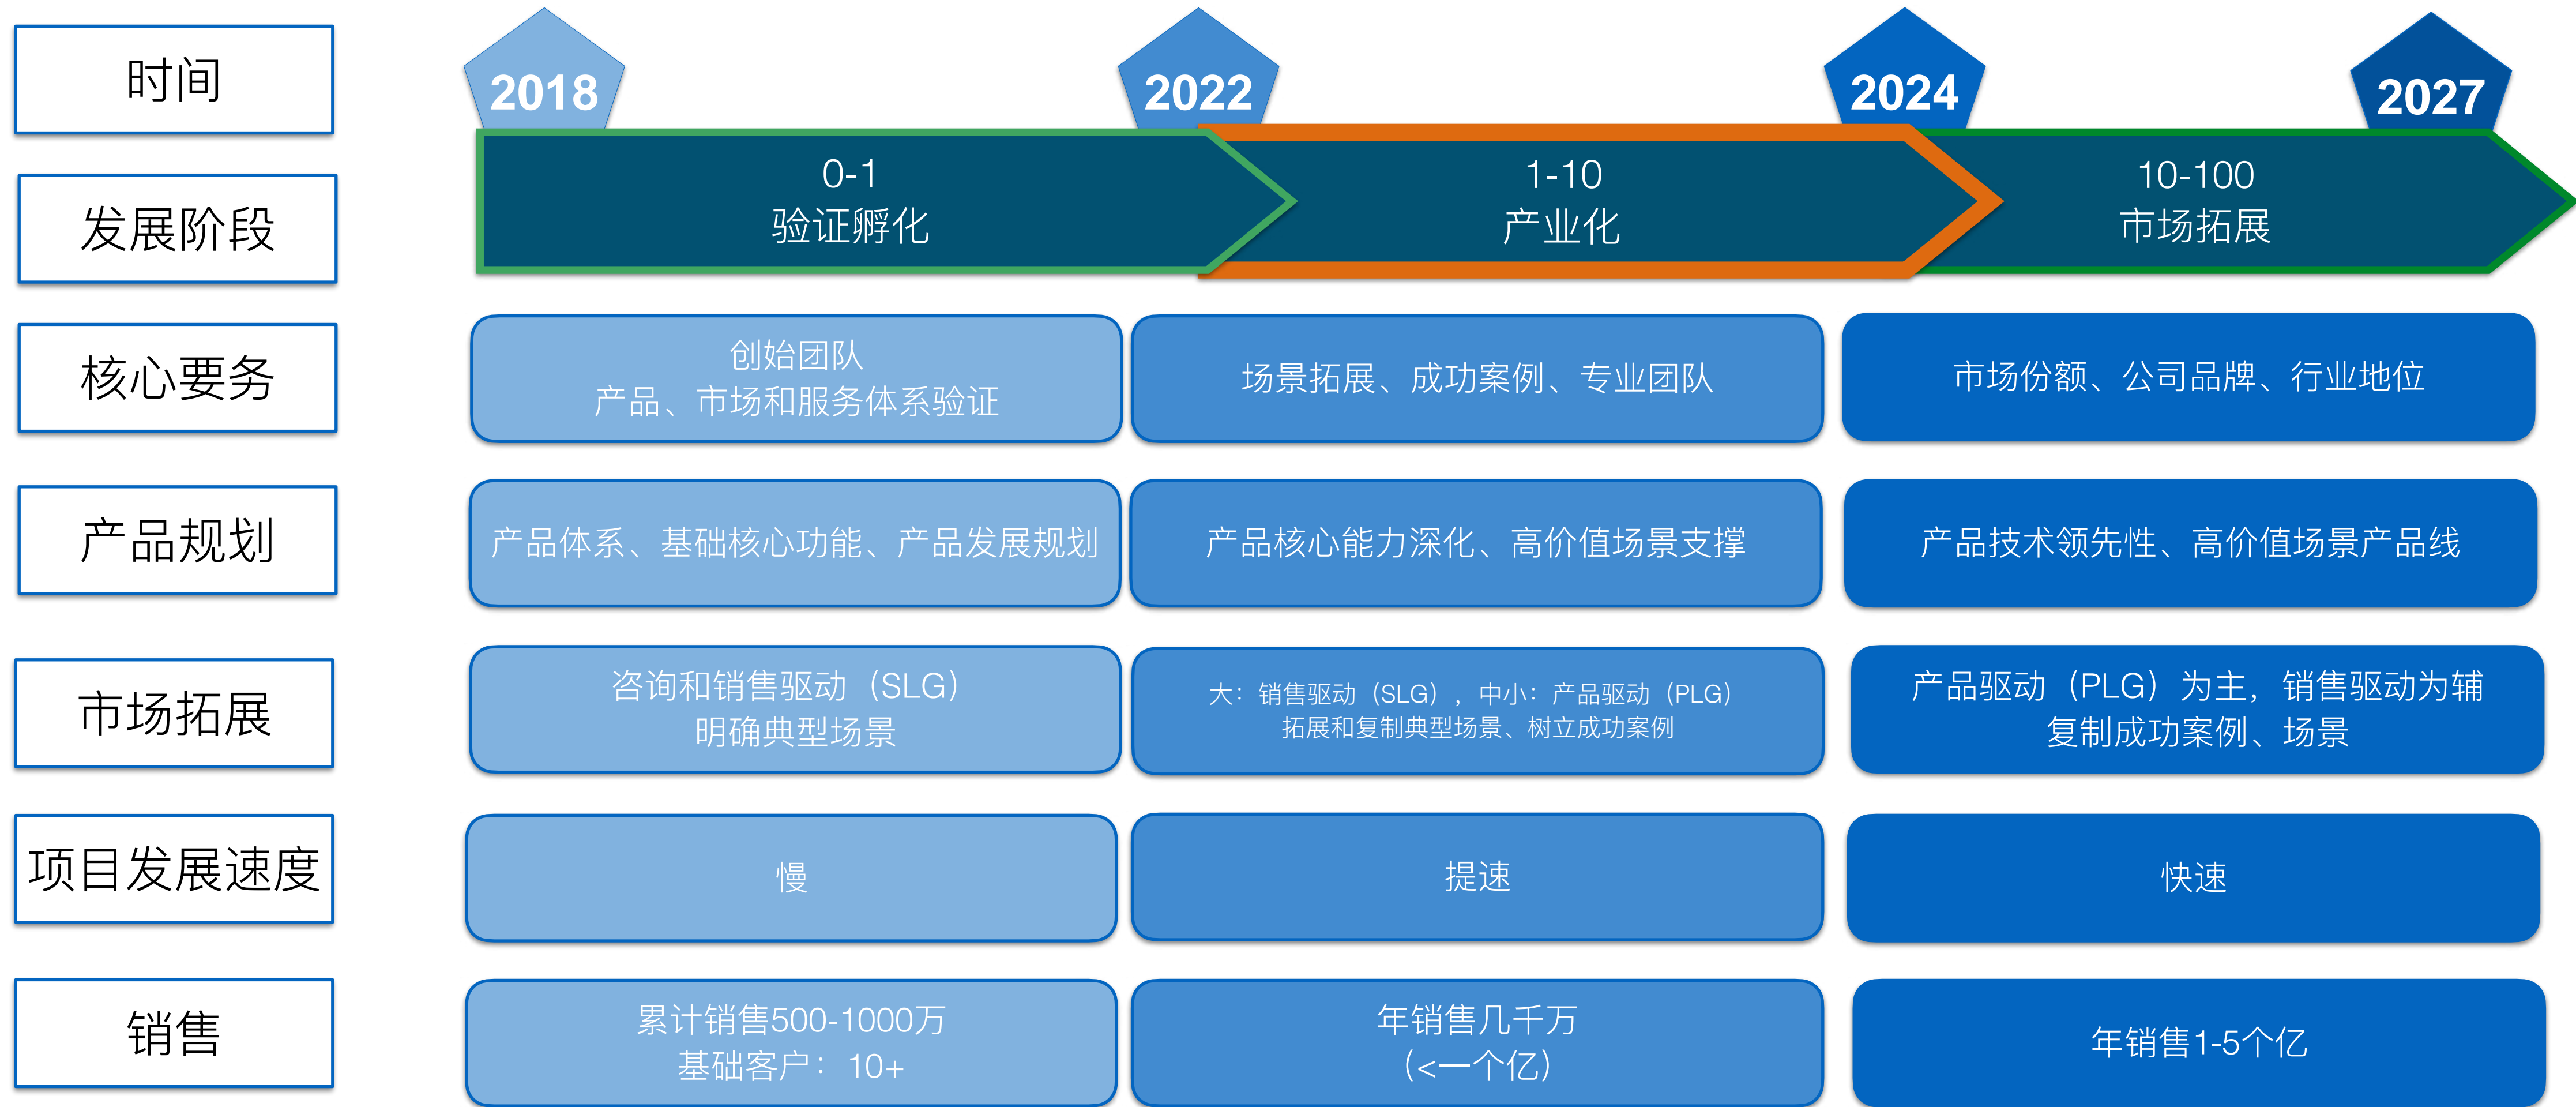 时间
2018
2022
2024
2027
发展阶段
0-1
验证孵化
1-10
产业化
10-100
市场拓展
核心要务
创始团队
产品、市场和服务体系验证
场景拓展、成功案例、专业团队
市场份额、公司品牌、行业地位
产品规划
产品体系、基础核心功能、产品发展规划
产品核心能力深化、高价值场景支撑
产品技术领先性、高价值场景产品线
市场拓展
咨询和销售驱动（SLG）
明确典型场景
大：销售驱动（SLG），中小：产品驱动（PLG）
拓展和复制典型场景、树立成功案例
产品驱动（PLG）为主，销售驱动为辅
复制成功案例、场景
项目发展速度
慢
提速
快速
销售
累计销售500-1000万
基础客户：10+
年销售几千万
（<一个亿）
年销售1-5个亿